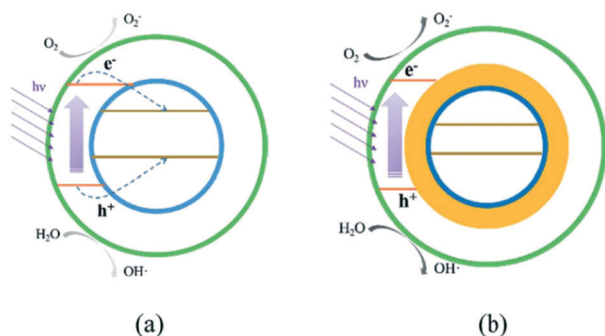 O₂⁻
O₂
e⁻
hν
h⁺
H₂O
OH·
(a)
O₂⁻
O₂
e⁻
hν
h⁺
H₂O
OH·
(b)